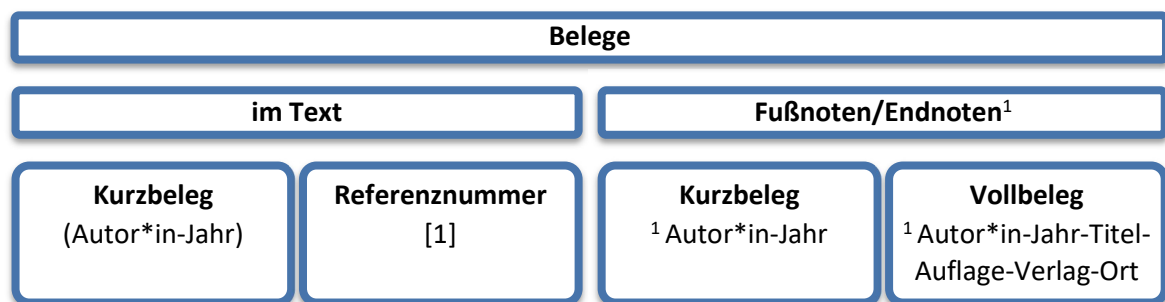 Belege
im Text
Fußnoten/Endnoten¹
Kurzbeleg
(Autor*in-Jahr)
Referenznummer
[1]
Kurzbeleg
¹ Autor*in-Jahr
Vollbeleg
¹ Autor*in-Jahr-Titel-
Auflage-Verlag-Ort